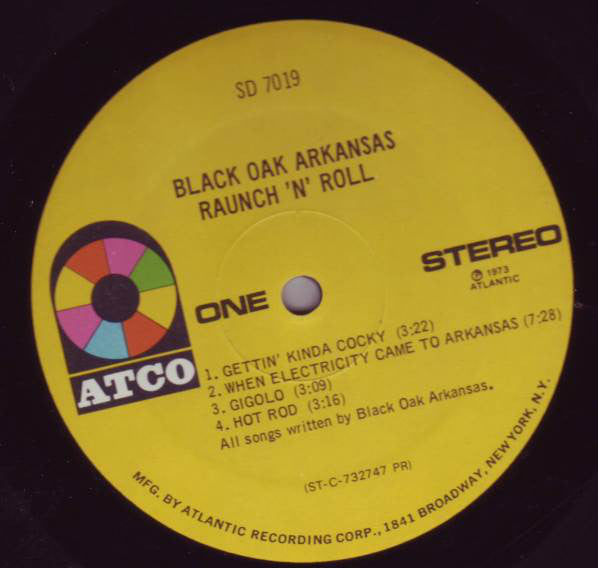 SD 7019
BLACK OAK ARKANSAS
RAUNCH 'N' ROLL
STEREO
℗ 1973
ATLANTIC
ONE
ATCO
1. GETTIN' KINDA COCKY (3:22)
2. WHEN ELECTRICITY CAME TO ARKANSAS (7:28)
3. GIGOLO (3:09)
4. HOT ROD (3:16)
All songs written by Black Oak Arkansas.
(ST-C-732747 PR)
MFG. BY ATLANTIC RECORDING CORP., 1841 BROADWAY, NEW YORK, N.Y.